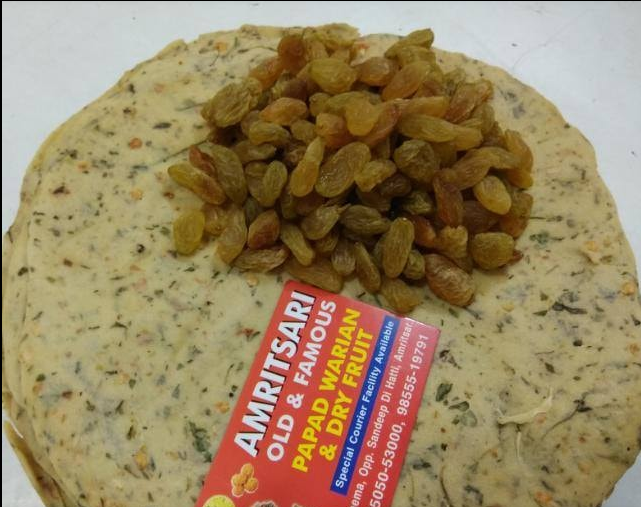 AMRITSARI
OLD & FAMOUS
PAPAD WARIAN
& DRY FRUIT
Special Courier Facility Available
ema, Opp. Sandeep Di Hatti, Amritsar
5050-53000, 98555-19791